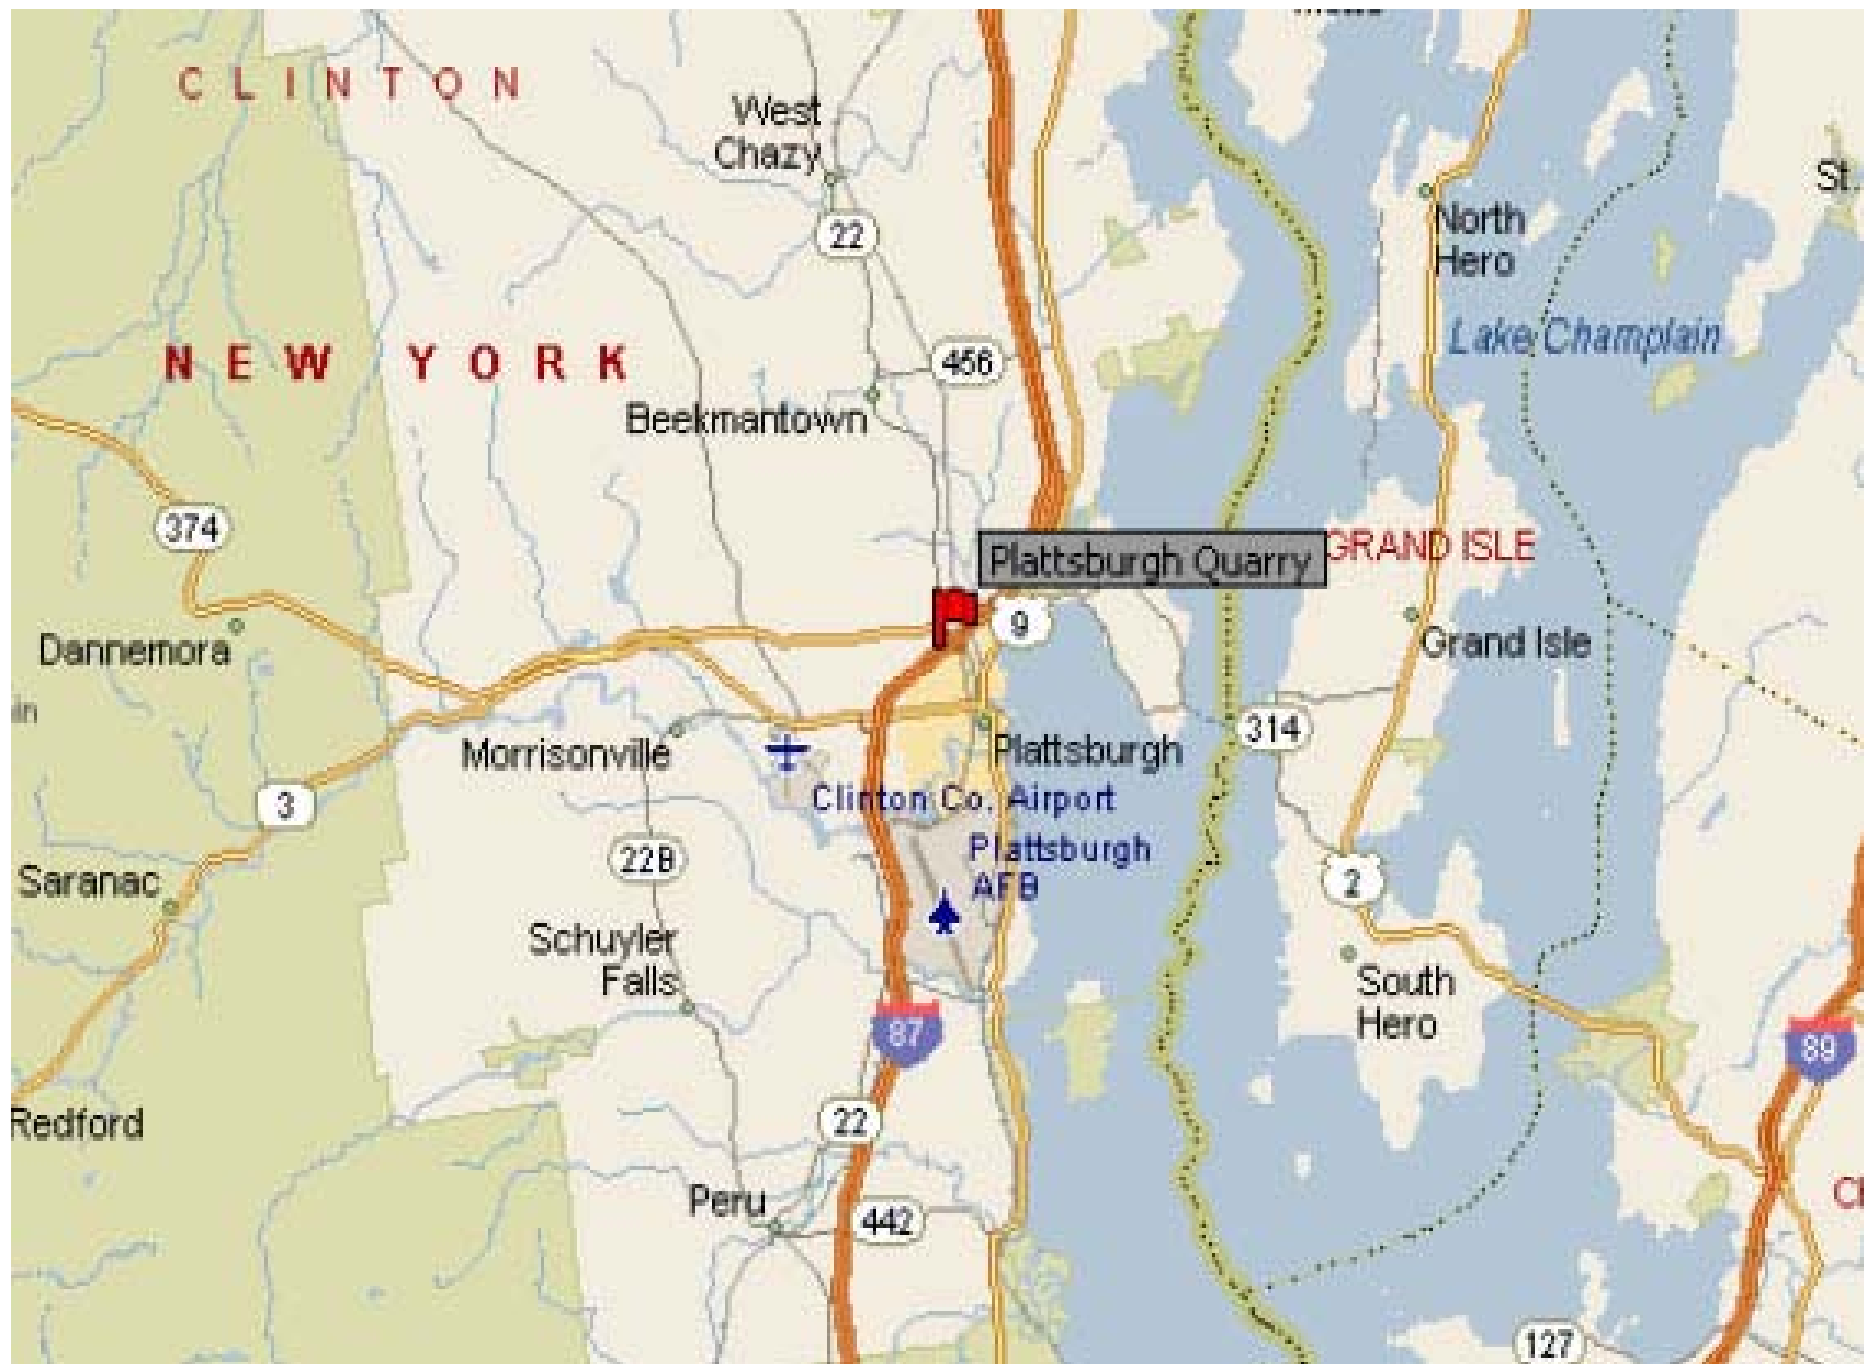 CLINTON
West
Chazy
St.
22
North
Hero
Lake Champlain
NEW YORK
456
Beekmantown
374
Plattsburgh Quarry
GRAND ISLE
9
Dannemora
Grand Isle
in
314
Morrisonville
Plattsburgh
3
Clinton Co. Airport
Plattsburgh
AFB
22B
2
Saranac
Schuyler
Falls
South
Hero
87
89
Redford
22
Peru
442
127